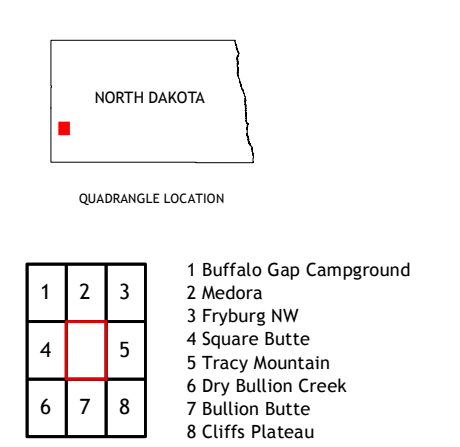 NORTH DAKOTA
QUADRANGLE LOCATION
1 2 3
4 5
6 7 8
1 Buffalo Gap Campground
2 Medora
3 Fryburg NW
4 Square Butte
5 Tracy Mountain
6 Dry Bullion Creek
7 Bullion Butte
8 Cliffs Plateau